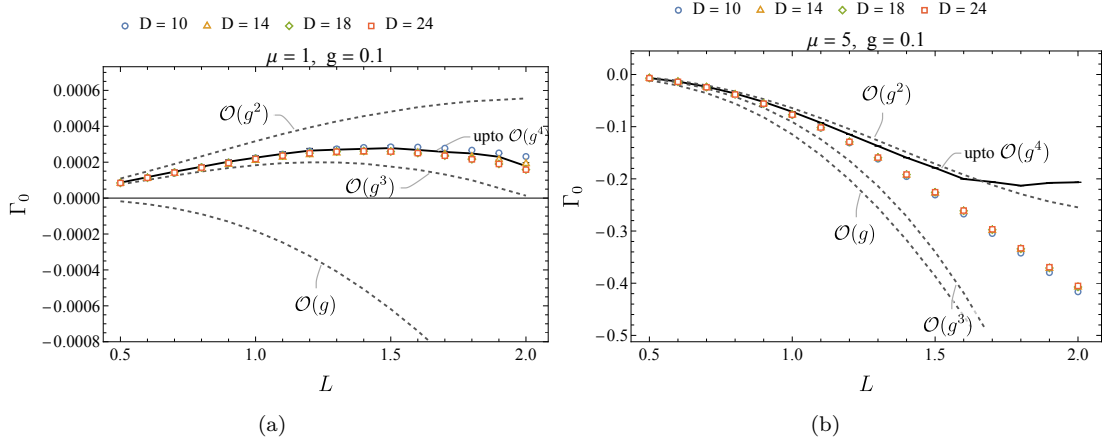 D = 10 D = 14 D = 18 D = 24
μ = 1, g = 0.1
Γ₀
0.0006
0.0004
0.0002
0.0000
−0.0002
−0.0004
−0.0006
−0.0008
𝒪(g²)
upto 𝒪(g⁴)
𝒪(g³)
𝒪(g)
0.5 1.0 1.5 2.0
L
(a)
D = 10 D = 14 D = 18 D = 24
μ = 5, g = 0.1
Γ₀
0.0
−0.1
−0.2
−0.3
−0.4
−0.5
𝒪(g²)
upto 𝒪(g⁴)
𝒪(g)
𝒪(g³)
0.5 1.0 1.5 2.0
L
(b)